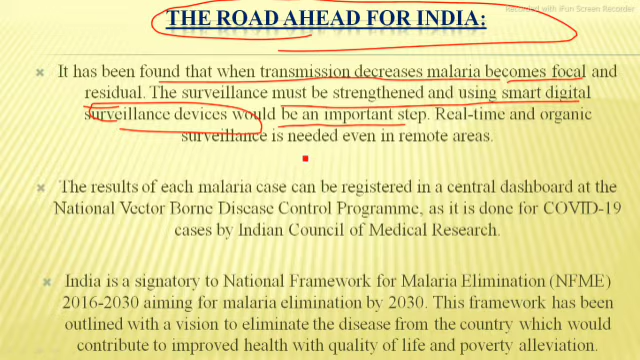 Recorded with iFun Screen Recorder
THE ROAD AHEAD FOR INDIA:
It has been found that when transmission decreases malaria becomes focal and
residual. The surveillance must be strengthened and using smart digital
surveillance devices would be an important step. Real-time and organic
surveillance is needed even in remote areas.
The results of each malaria case can be registered in a central dashboard at the
National Vector Borne Disease Control Programme, as it is done for COVID-19
cases by Indian Council of Medical Research.
India is a signatory to National Framework for Malaria Elimination (NFME)
2016-2030 aiming for malaria elimination by 2030. This framework has been
outlined with a vision to eliminate the disease from the country which would
contribute to improved health with quality of life and poverty alleviation.